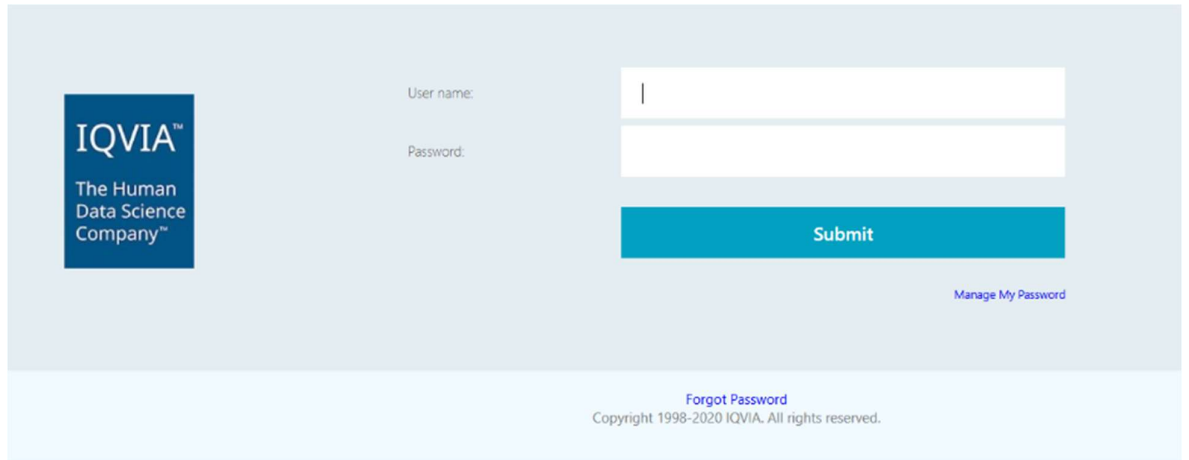 IQVIA™
The Human
Data Science
Company™
User name:
Password:
Submit
Manage My Password
Forgot Password
Copyright 1998-2020 IQVIA. All rights reserved.